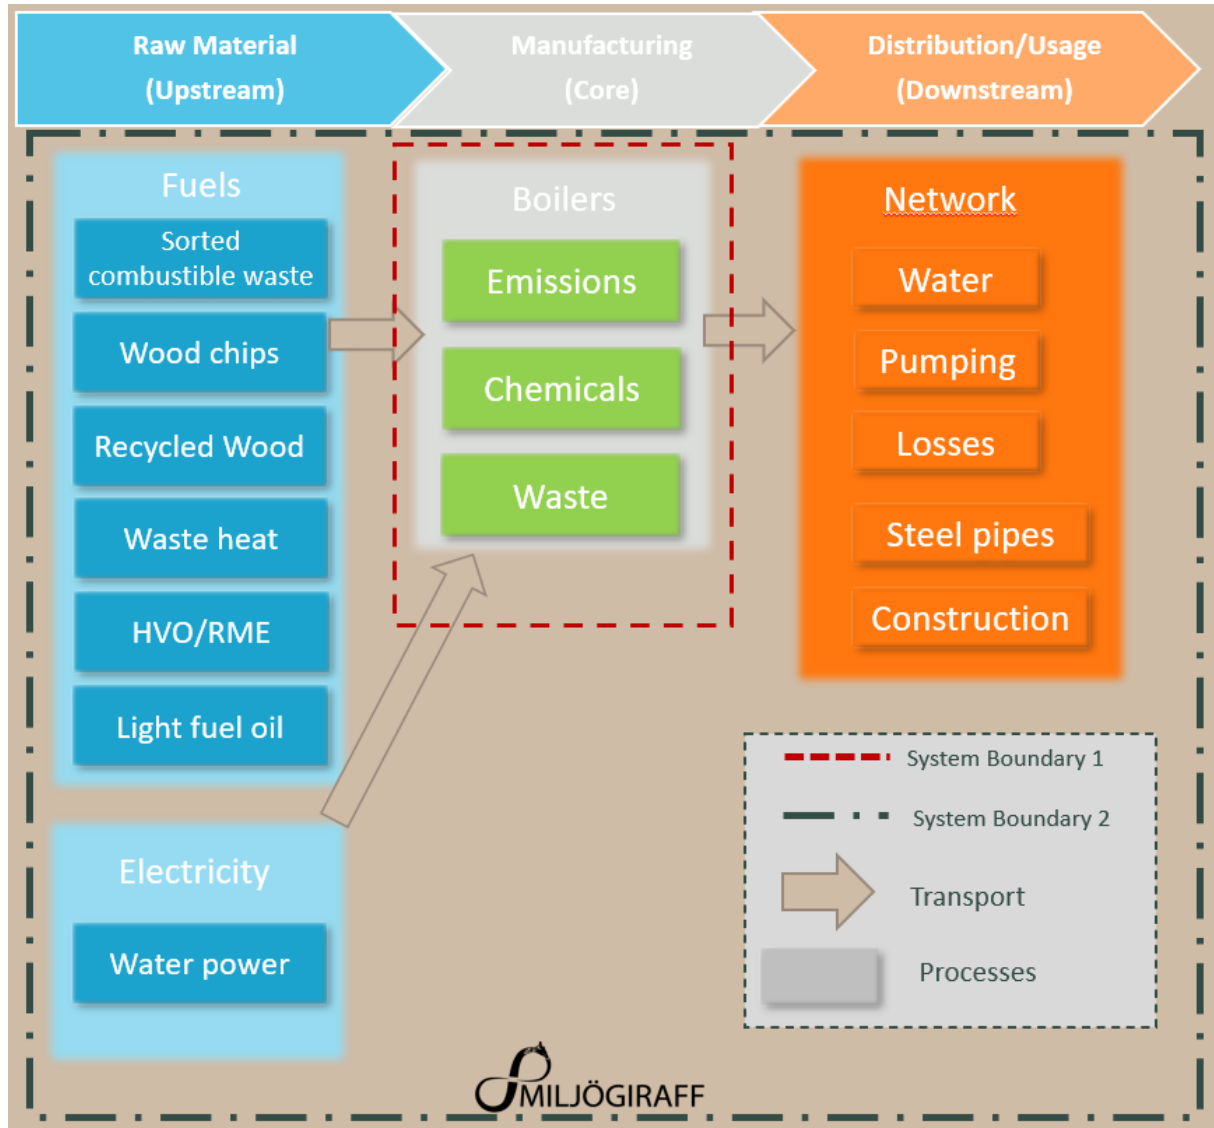 Raw Material
(Upstream)
Manufacturing
(Core)
Distribution/Usage
(Downstream)
Fuels
Sorted
combustible waste
Wood chips
Recycled Wood
Waste heat
HVO/RME
Light fuel oil
Electricity
Water power
Boilers
Emissions
Chemicals
Waste
Network
Water
Pumping
Losses
Steel pipes
Construction
System Boundary 1
System Boundary 2
Transport
Processes
MILJÖGIRAFF